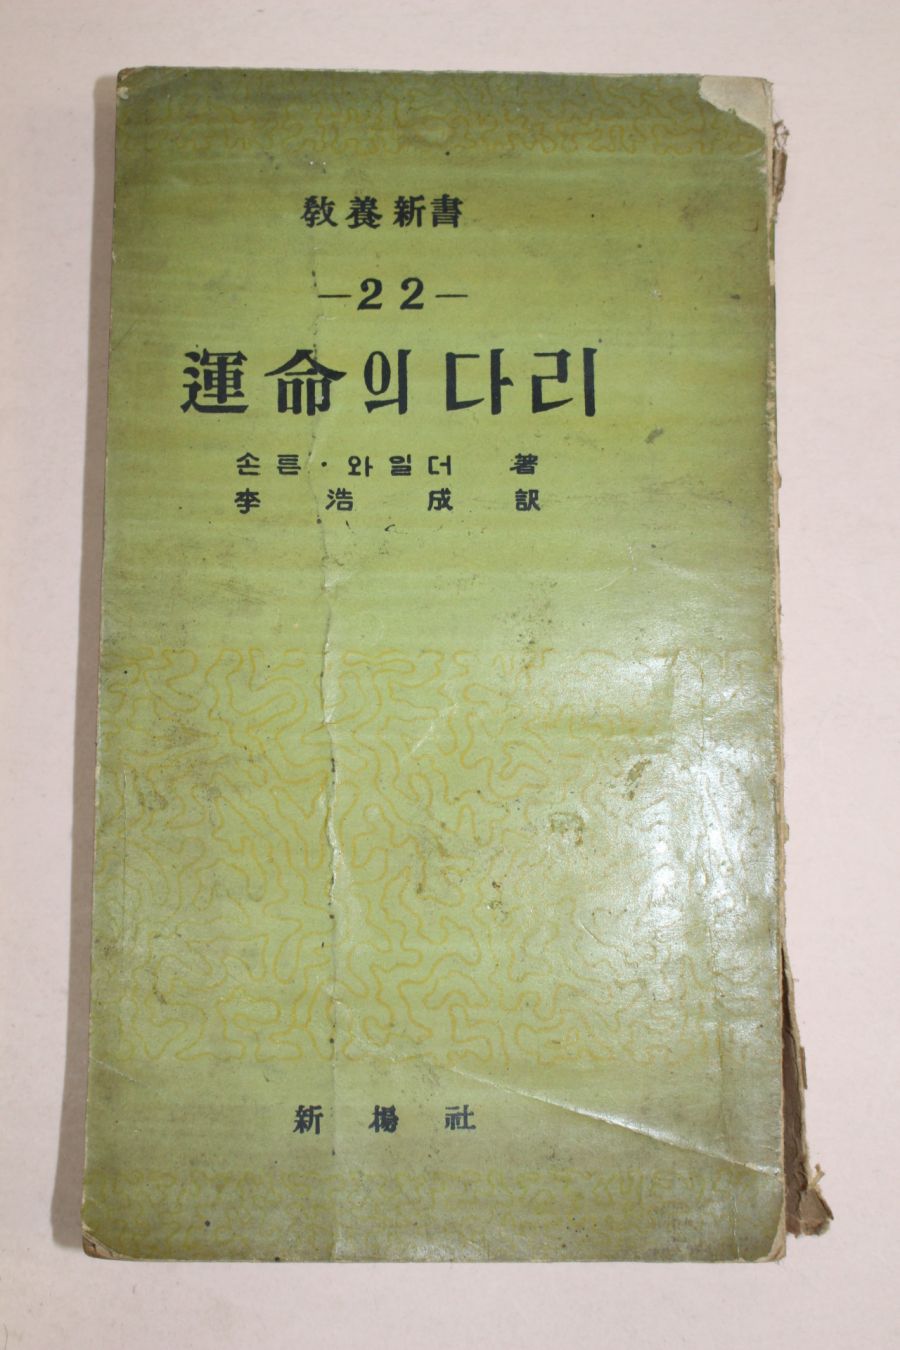 敎養新書
—22—
運命의 다리
손튼·와일더 著
李浩成 訳
新楊社